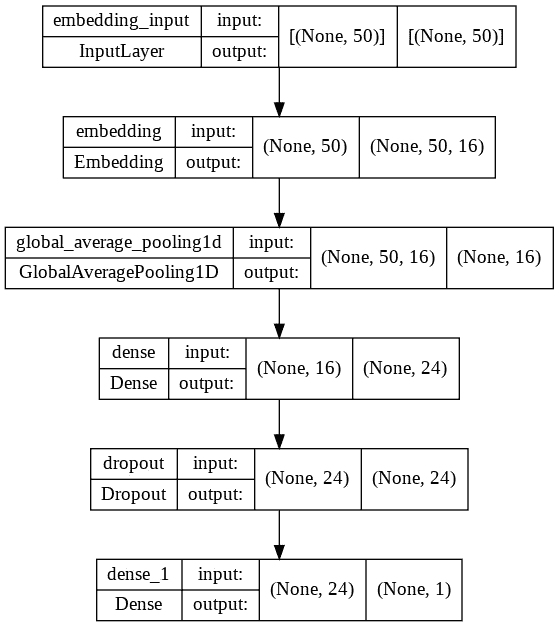 embedding_input input: [(None, 50)] [(None, 50)]
InputLayer output:
embedding input: (None, 50) (None, 50, 16)
Embedding output:
global_average_pooling1d input: (None, 50, 16) (None, 16)
GlobalAveragePooling1D output:
dense input: (None, 16) (None, 24)
Dense output:
dropout input: (None, 24) (None, 24)
Dropout output:
dense_1 input: (None, 24) (None, 1)
Dense output: